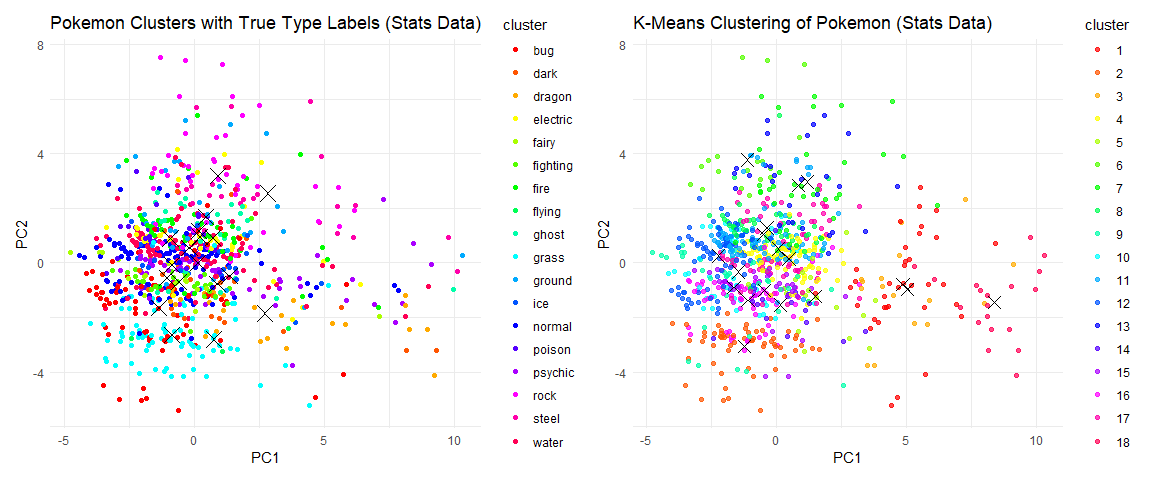 Pokemon Clusters with True Type Labels (Stats Data)
8
4
0
-4
PC2
-5
0
5
10
PC1
cluster
bug
dark
dragon
electric
fairy
fighting
fire
flying
ghost
grass
ground
ice
normal
poison
psychic
rock
steel
water
K-Means Clustering of Pokemon (Stats Data)
8
4
0
-4
PC2
-5
0
5
10
PC1
cluster
1
2
3
4
5
6
7
8
9
10
11
12
13
14
15
16
17
18